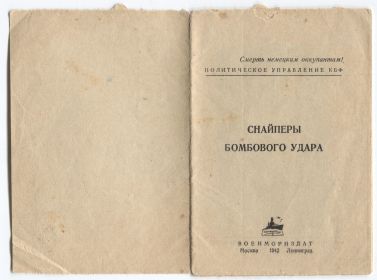 Смерть немецким оккупантам!
ПОЛИТИЧЕСКОЕ УПРАВЛЕНИЕ КБФ
СНАЙПЕРЫ
БОМБОВОГО УДАРА
ВОЕНМОРИЗДАТ
Москва 1942 Ленинград